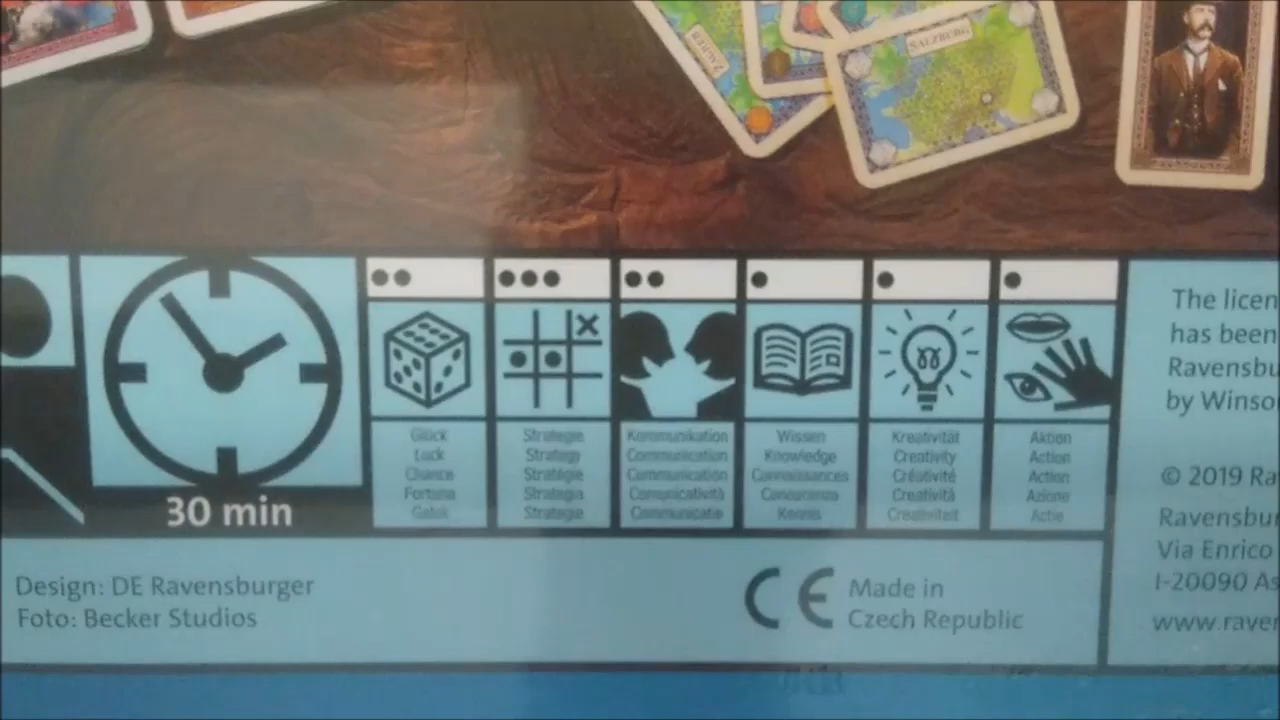 ZAGREB
SALZBURG
30 min
Glück
Luck
Chance
Fortuna
Geluk
Strategie
Strategy
Stratégie
Strategia
Strategie
Kommunikation
Communication
Communication
Comunicatività
Communicatie
Wissen
Knowledge
Connaissances
Conoscenza
Kennis
Kreativität
Creativity
Créativité
Creatività
Creativiteit
Aktion
Action
Action
Azione
Actie
Design: DE Ravensburger
Foto: Becker Studios
CE
Made in
Czech Republic
The licen
has been
Ravensbu
by Winso
© 2019 Ra
Ravensbur
Via Enrico
I-20090 As
www.raven